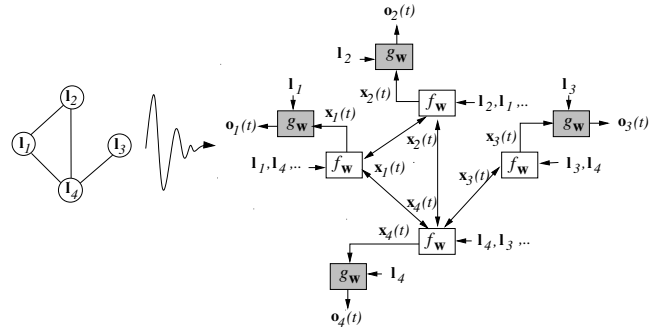 l2
l1
l3
l4
o2(t)
l2
gw
x2(t)
fw
l2, l1 ,..
l1
o1(t)
gw
x1(t)
l1, l4 ,..
fw
x1(t)
x2(t)
l3
gw
o3(t)
x3(t)
fw
l3, l4
x3(t)
x4(t)
fw
l4, l3 ,..
x4(t)
gw
l4
o4(t)